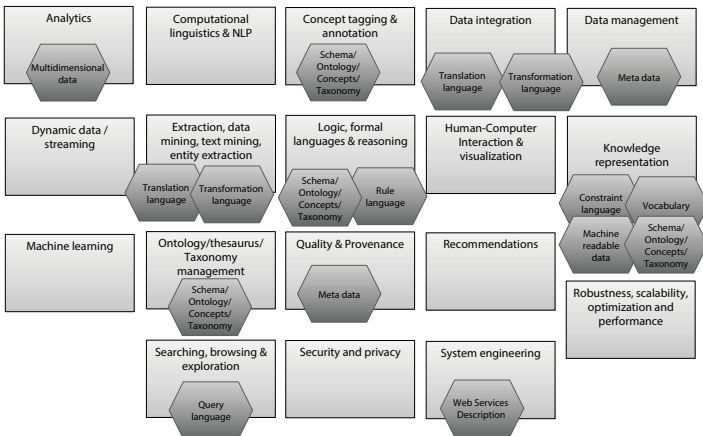 Analytics
Multidimensional
data
Computational
linguistics & NLP
Concept tagging &
annotation
Schema/
Ontology/
Concepts/
Taxonomy
Data integration
Translation
language
Transformation
language
Data management
Meta data
Dynamic data /
streaming
Extraction, data
mining, text mining,
entity extraction
Translation
language
Transformation
language
Logic, formal
languages & reasoning
Schema/
Ontology/
Concepts/
Taxonomy
Rule
language
Human-Computer
Interaction &
visualization
Knowledge
representation
Constraint
language
Vocabulary
Machine
readable
data
Schema/
Ontology/
Concepts/
Taxonomy
Machine learning
Ontology/thesaurus/
Taxonomy
management
Schema/
Ontology/
Concepts/
Taxonomy
Quality & Provenance
Meta data
Recommendations
Robustness, scalability,
optimization and
performance
Searching, browsing &
exploration
Query
language
Security and privacy
System engineering
Web Services
Description